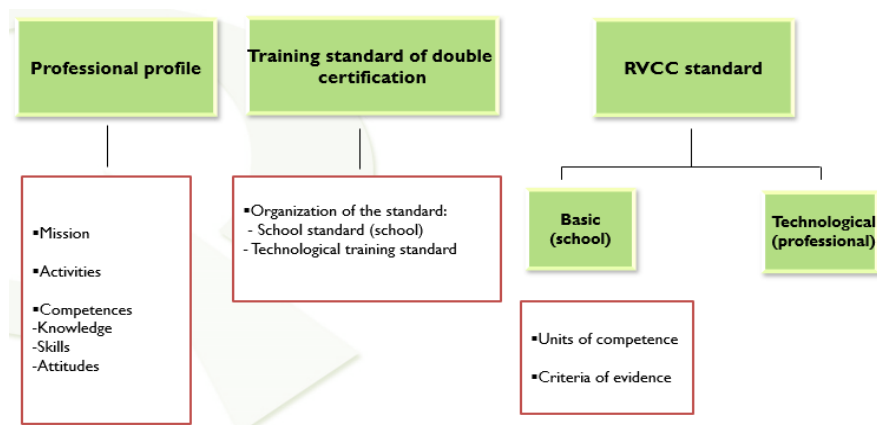 Professional profile
Training standard of double
certification
RVCC standard
▪Mission
▪Activities
▪Competences
-Knowledge
-Skills
-Attitudes
▪Organization of the standard:
- School standard (school)
- Technological training standard
Basic
(school)
Technological
(professional)
▪Units of competence
▪Criteria of evidence